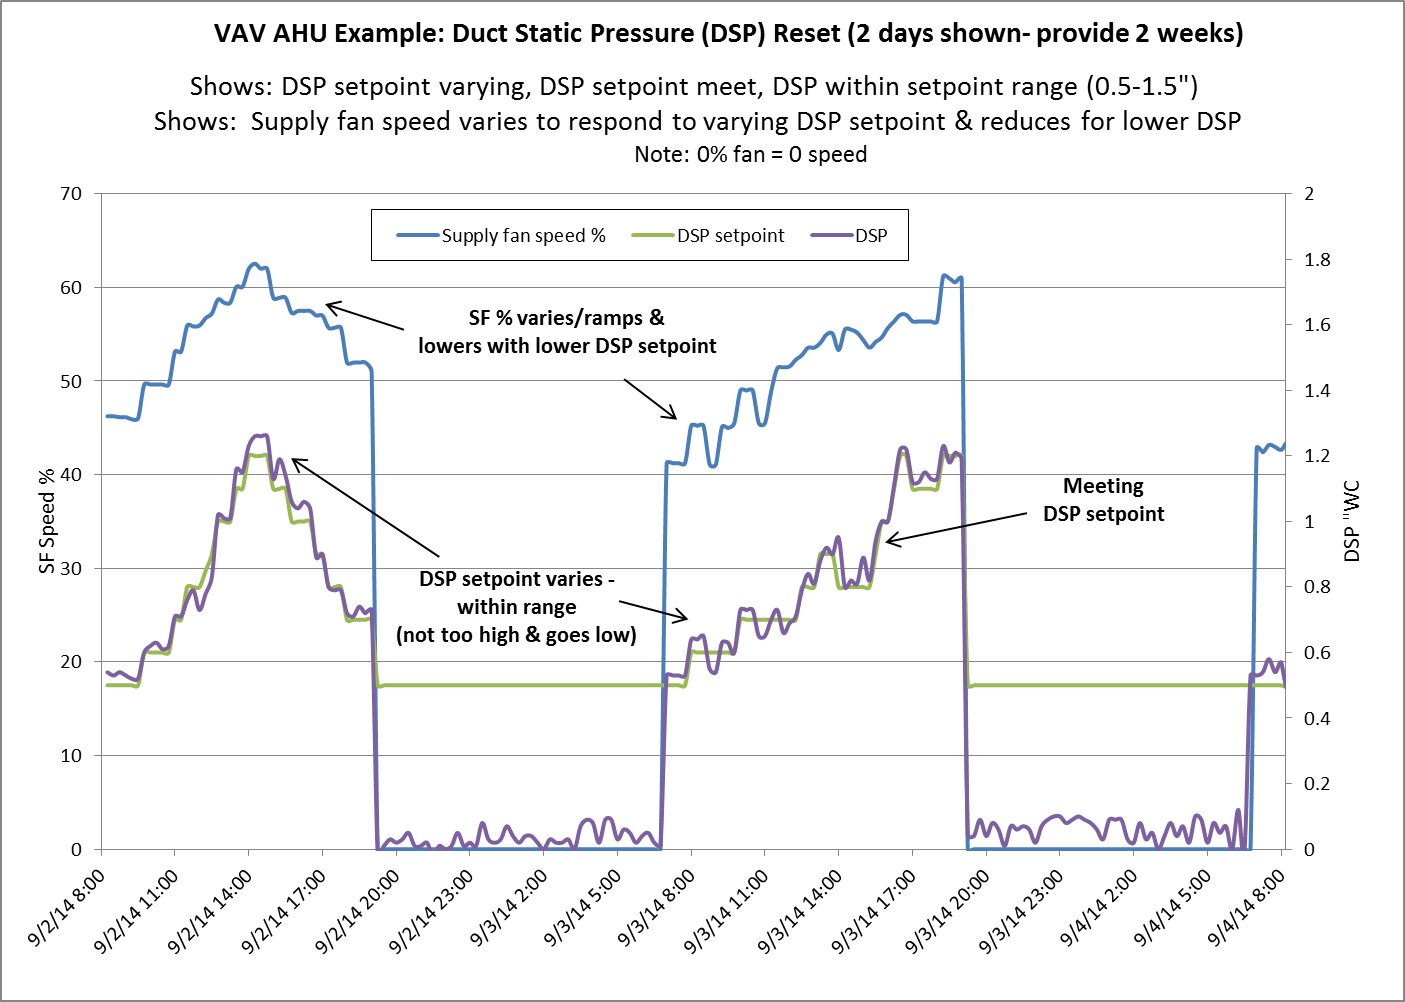 VAV AHU Example: Duct Static Pressure (DSP) Reset (2 days shown- provide 2 weeks)
Shows: DSP setpoint varying, DSP setpoint meet, DSP within setpoint range (0.5-1.5")
Shows:  Supply fan speed varies to respond to varying DSP setpoint & reduces for lower DSP
Note: 0% fan = 0 speed
Supply fan speed %
DSP setpoint
DSP
SF % varies/ramps &
lowers with lower DSP setpoint
Meeting
DSP setpoint
DSP setpoint varies -
within range
(not too high & goes low)
SF Speed %
70
60
50
40
30
20
10
0
DSP "WC
2
1.8
1.6
1.4
1.2
1
0.8
0.6
0.4
0.2
0
9/2/14 8:00
9/2/14 11:00
9/2/14 14:00
9/2/14 17:00
9/2/14 20:00
9/2/14 23:00
9/3/14 2:00
9/3/14 5:00
9/3/14 8:00
9/3/14 11:00
9/3/14 14:00
9/3/14 17:00
9/3/14 20:00
9/3/14 23:00
9/4/14 2:00
9/4/14 5:00
9/4/14 8:00